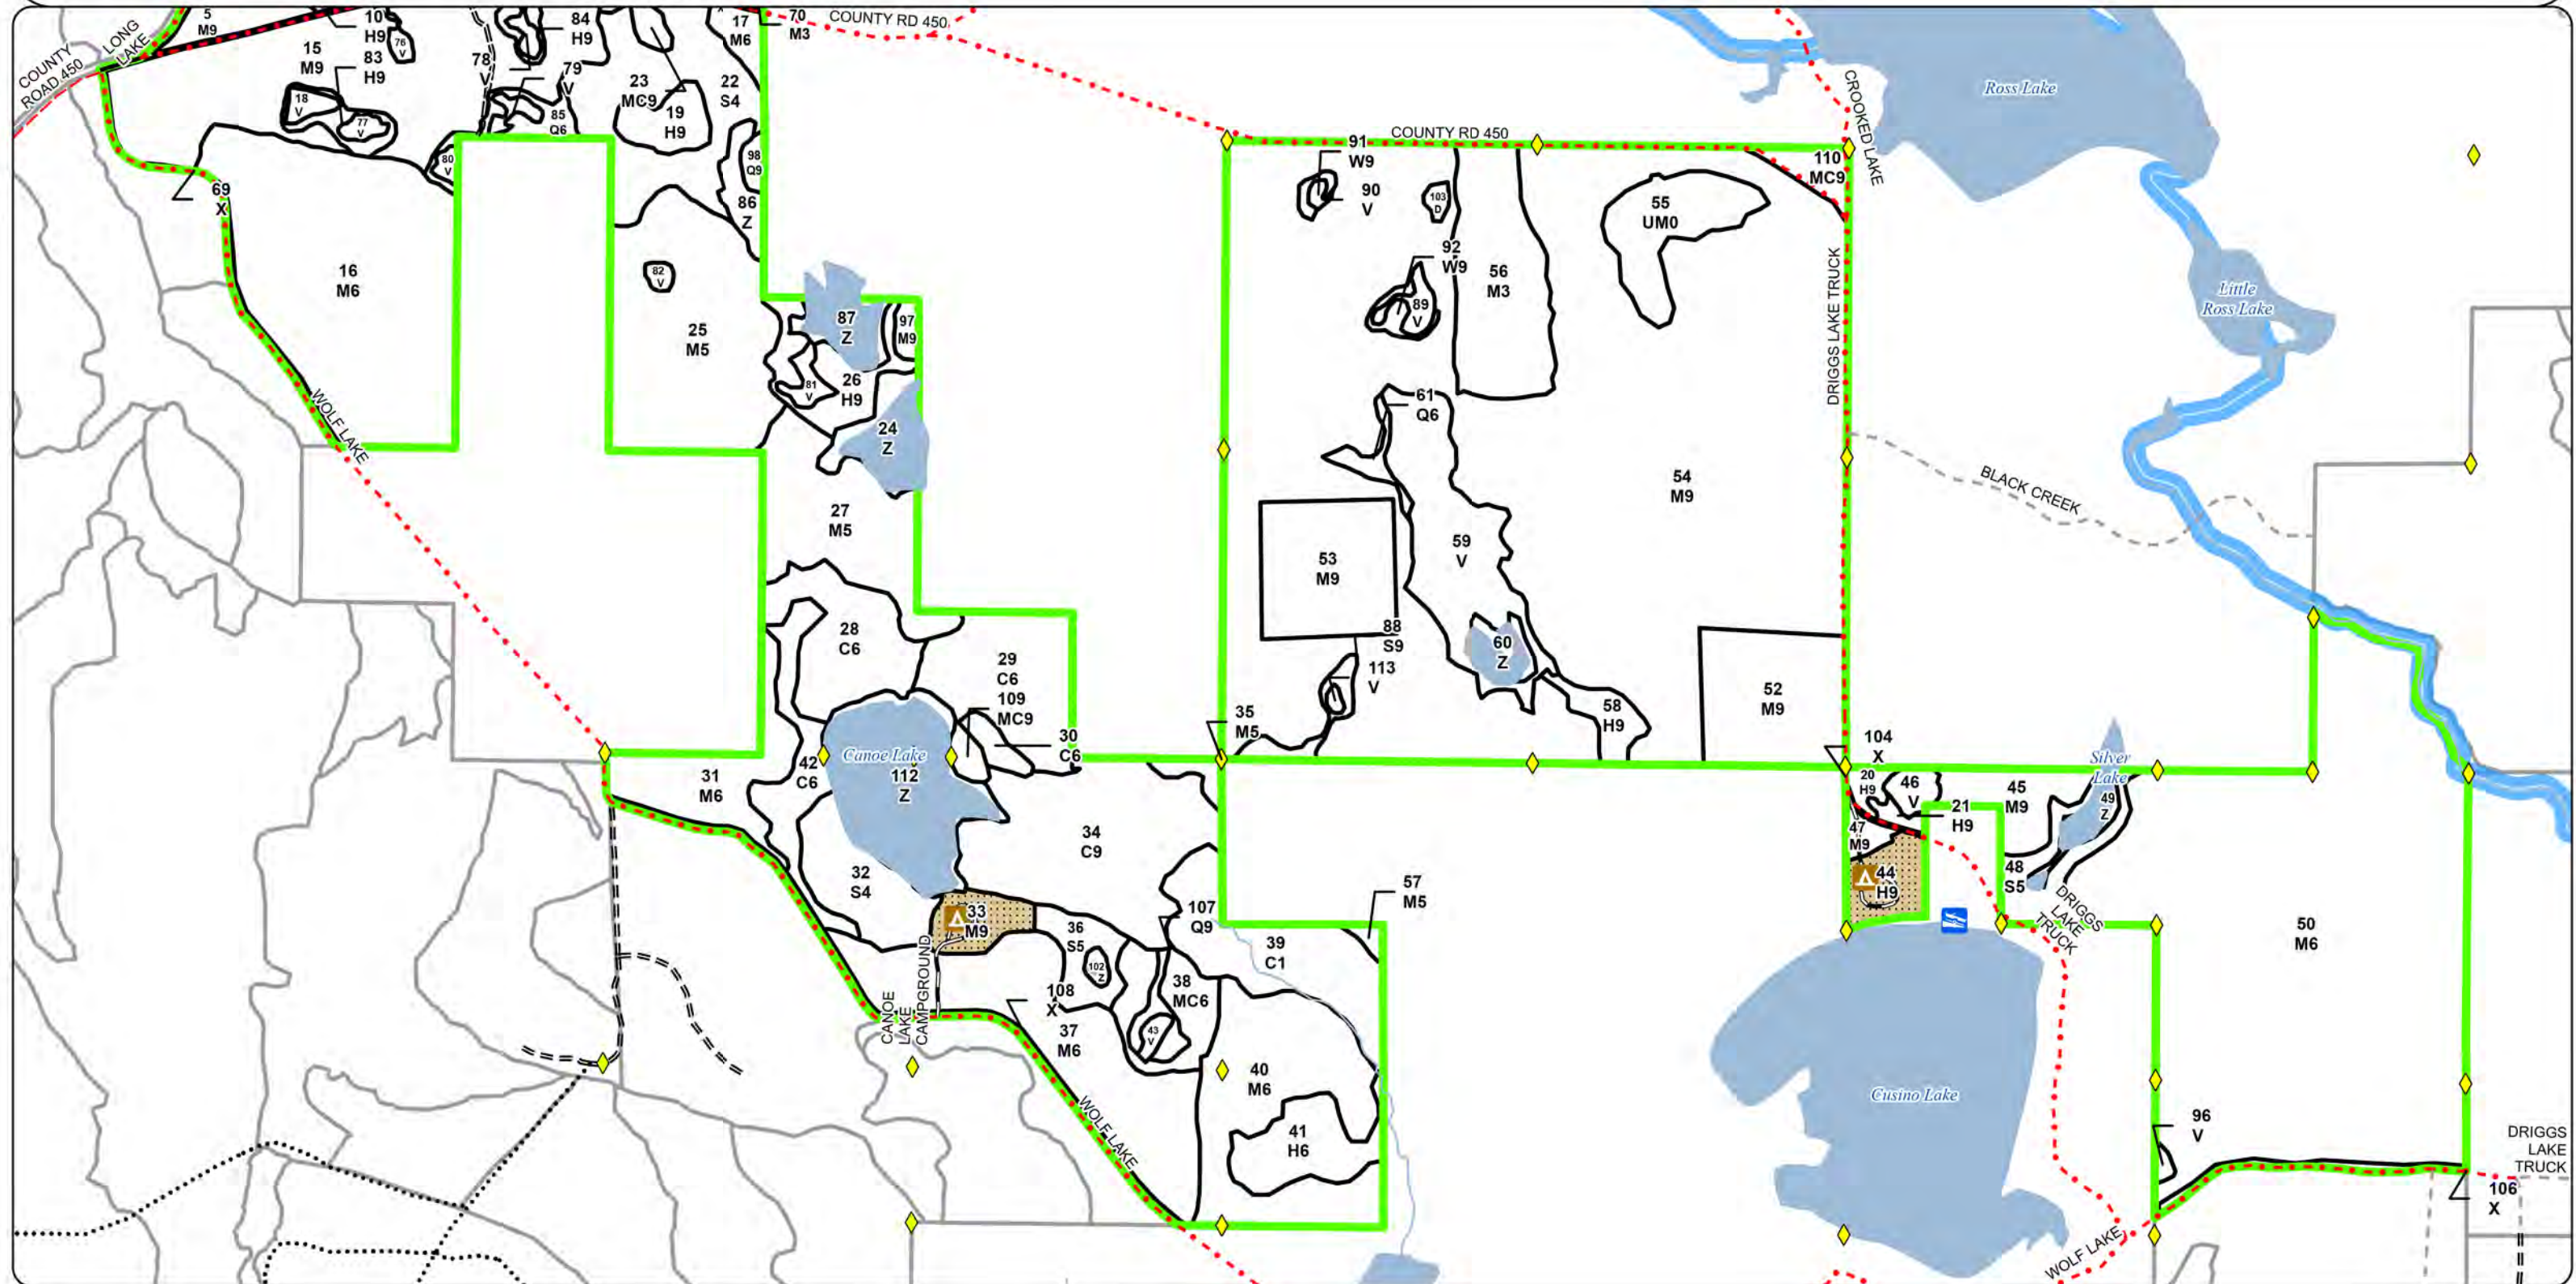 5
M9
10
H9
84
H9
17
M6
70
M3
COUNTY RD 450
LONG
LAKE
COUNTY
ROAD 450
15
M9
83
H9
76
V
78
V
79
V
23
MC9
22
S4
18
V
77
V
85
Q6
19
H9
80
V
98
Q9
86
Z
69
X
16
M6
82
V
25
M5
87
Z
97
M9
81
V
26
H9
24
Z
WOLF LAKE
27
M5
28
C6
29
C6
109
MC9
30
C6
Canoe Lake
112
Z
42
C6
31
M6
32
S4
34
C9
33
M9
36
S5
102
Z
107
Q9
39
C1
57
M5
38
MC6
43
V
108
X
37
M6
CANOE
LAKE
CAMPGROUND
WOLF LAKE
40
M6
41
H6
COUNTY RD 450
91
W9
90
V
103
D
92
W9
89
V
56
M3
55
UM0
110
MC9
CROOKED LAKE
DRIGGS LAKE TRUCK
61
Q6
54
M9
59
V
53
M9
88
S9
60
Z
113
V
35
M5
58
H9
52
M9
Ross Lake
Little
Ross Lake
BLACK CREEK
104
X
20
H9
46
V
21
H9
45
M9
Silver
Lake
49
Z
47
M9
44
H9
48
S5
DRIGGS
LAKE
TRUCK
50
M6
Cusino Lake
96
V
DRIGGS
LAKE
TRUCK
106
X
WOLF LAKE